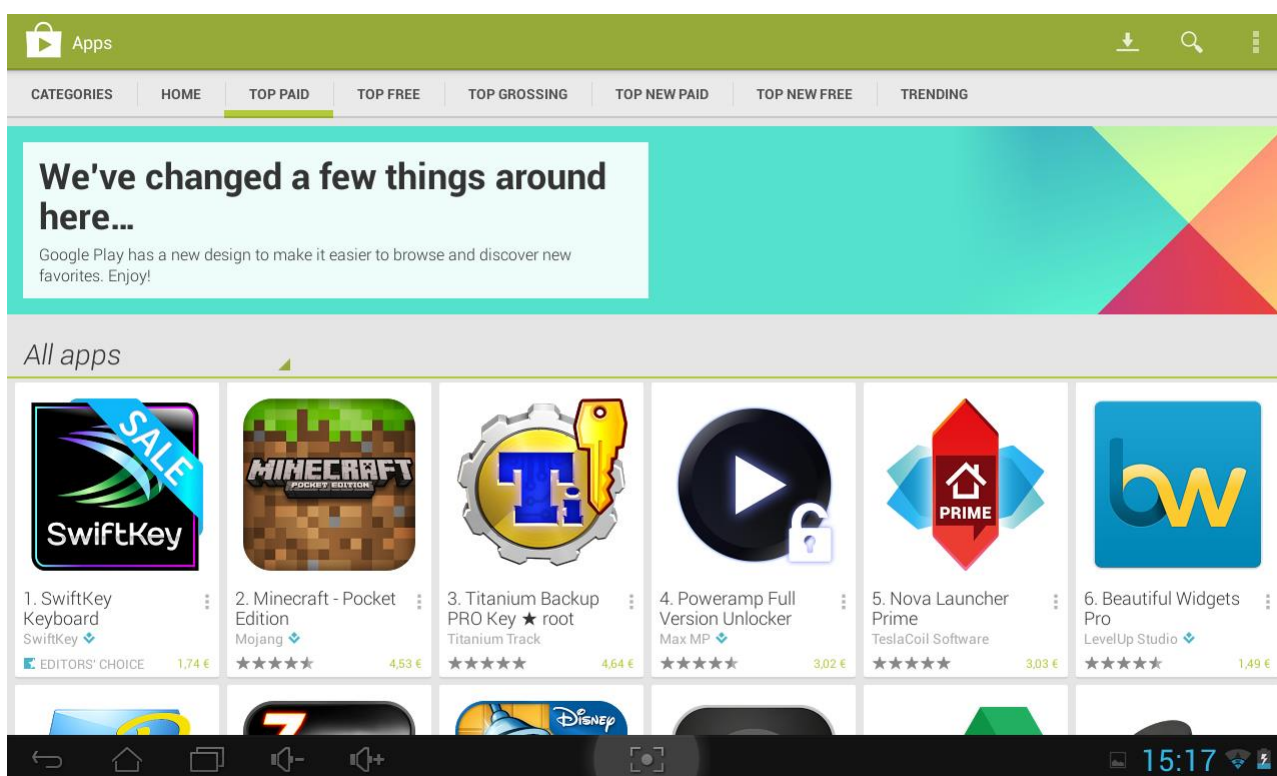 Apps
CATEGORIES HOME TOP PAID TOP FREE TOP GROSSING TOP NEW PAID TOP NEW FREE TRENDING
We've changed a few things around
here...
Google Play has a new design to make it easier to browse and discover new
favorites. Enjoy!
All apps
SALE
SwiftKey
1. SwiftKey
Keyboard
SwiftKey
EDITORS' CHOICE 1,74 €
MINECRAFT
POCKET EDITION
2. Minecraft - Pocket
Edition
Mojang
4,53 €
Ti
3. Titanium Backup
PRO Key ★ root
Titanium Track
4,64 €
4. Poweramp Full
Version Unlocker
Max MP
3,02 €
PRIME
5. Nova Launcher
Prime
TeslaCoil Software
3,03 €
bw
6. Beautiful Widgets
Pro
LevelUp Studio
1,49 €
7
Disney
15:17